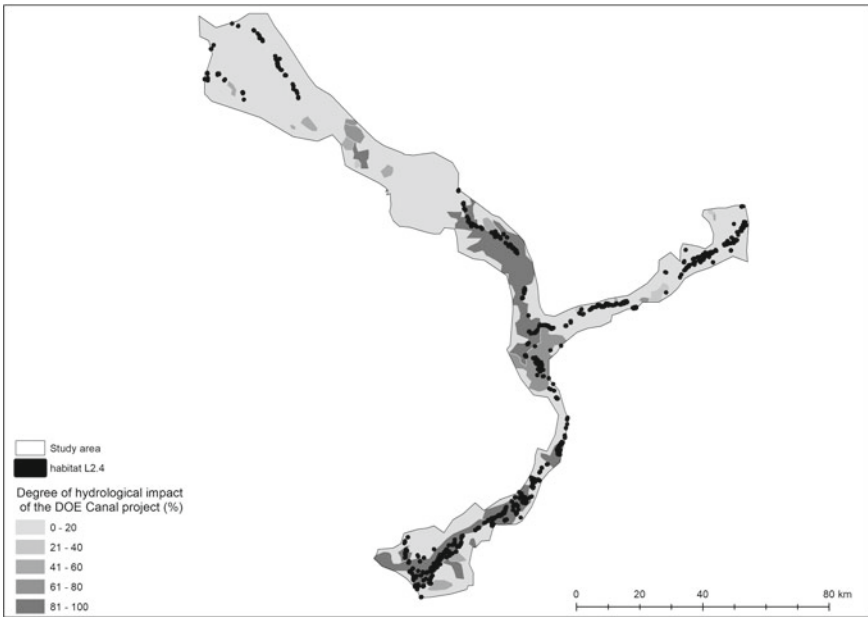 Study area
habitat L2.4
Degree of hydrological impact
of the DOE Canal project (%)
0 - 20
21 - 40
41 - 60
61 - 80
81 - 100
0 20 40 80 km